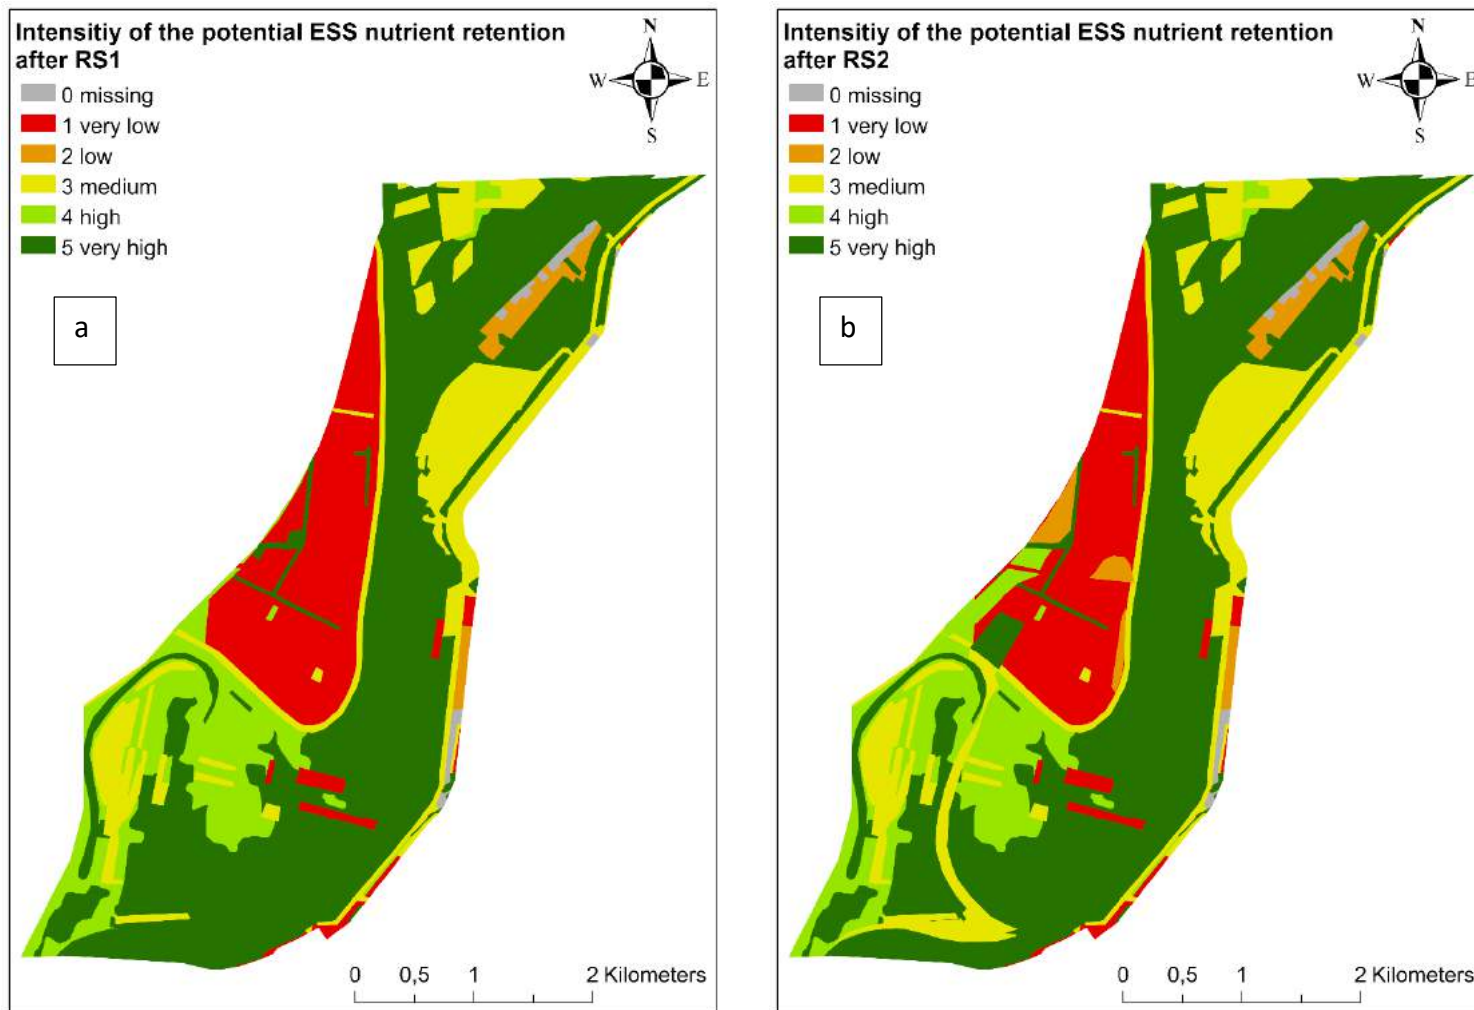 Intensitiy of the potential ESS nutrient retention
after RS1
N
W
E
S
0 missing
1 very low
2 low
3 medium
4 high
5 very high
a
0 0,5 1 2 Kilometers
Intensitiy of the potential ESS nutrient retention
after RS2
N
W
E
S
0 missing
1 very low
2 low
3 medium
4 high
5 very high
b
0 0,5 1 2 Kilometers